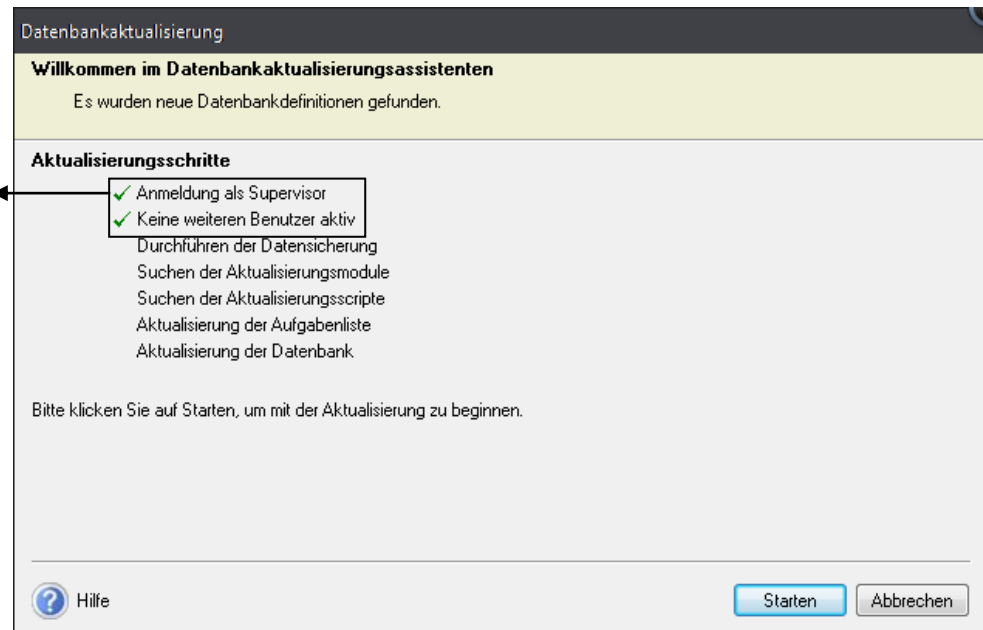 Datenbankaktualisierung
Willkommen im Datenbankaktualisierungsassistenten
Es wurden neue Datenbankdefinitionen gefunden.
Aktualisierungsschritte
Anmeldung als Supervisor
Keine weiteren Benutzer aktiv
Durchführen der Datensicherung
Suchen der Aktualisierungsmodule
Suchen der Aktualisierungsscripte
Aktualisierung der Aufgabenliste
Aktualisierung der Datenbank
Bitte klicken Sie auf Starten, um mit der Aktualisierung zu beginnen.
Hilfe
Starten
Abbrechen